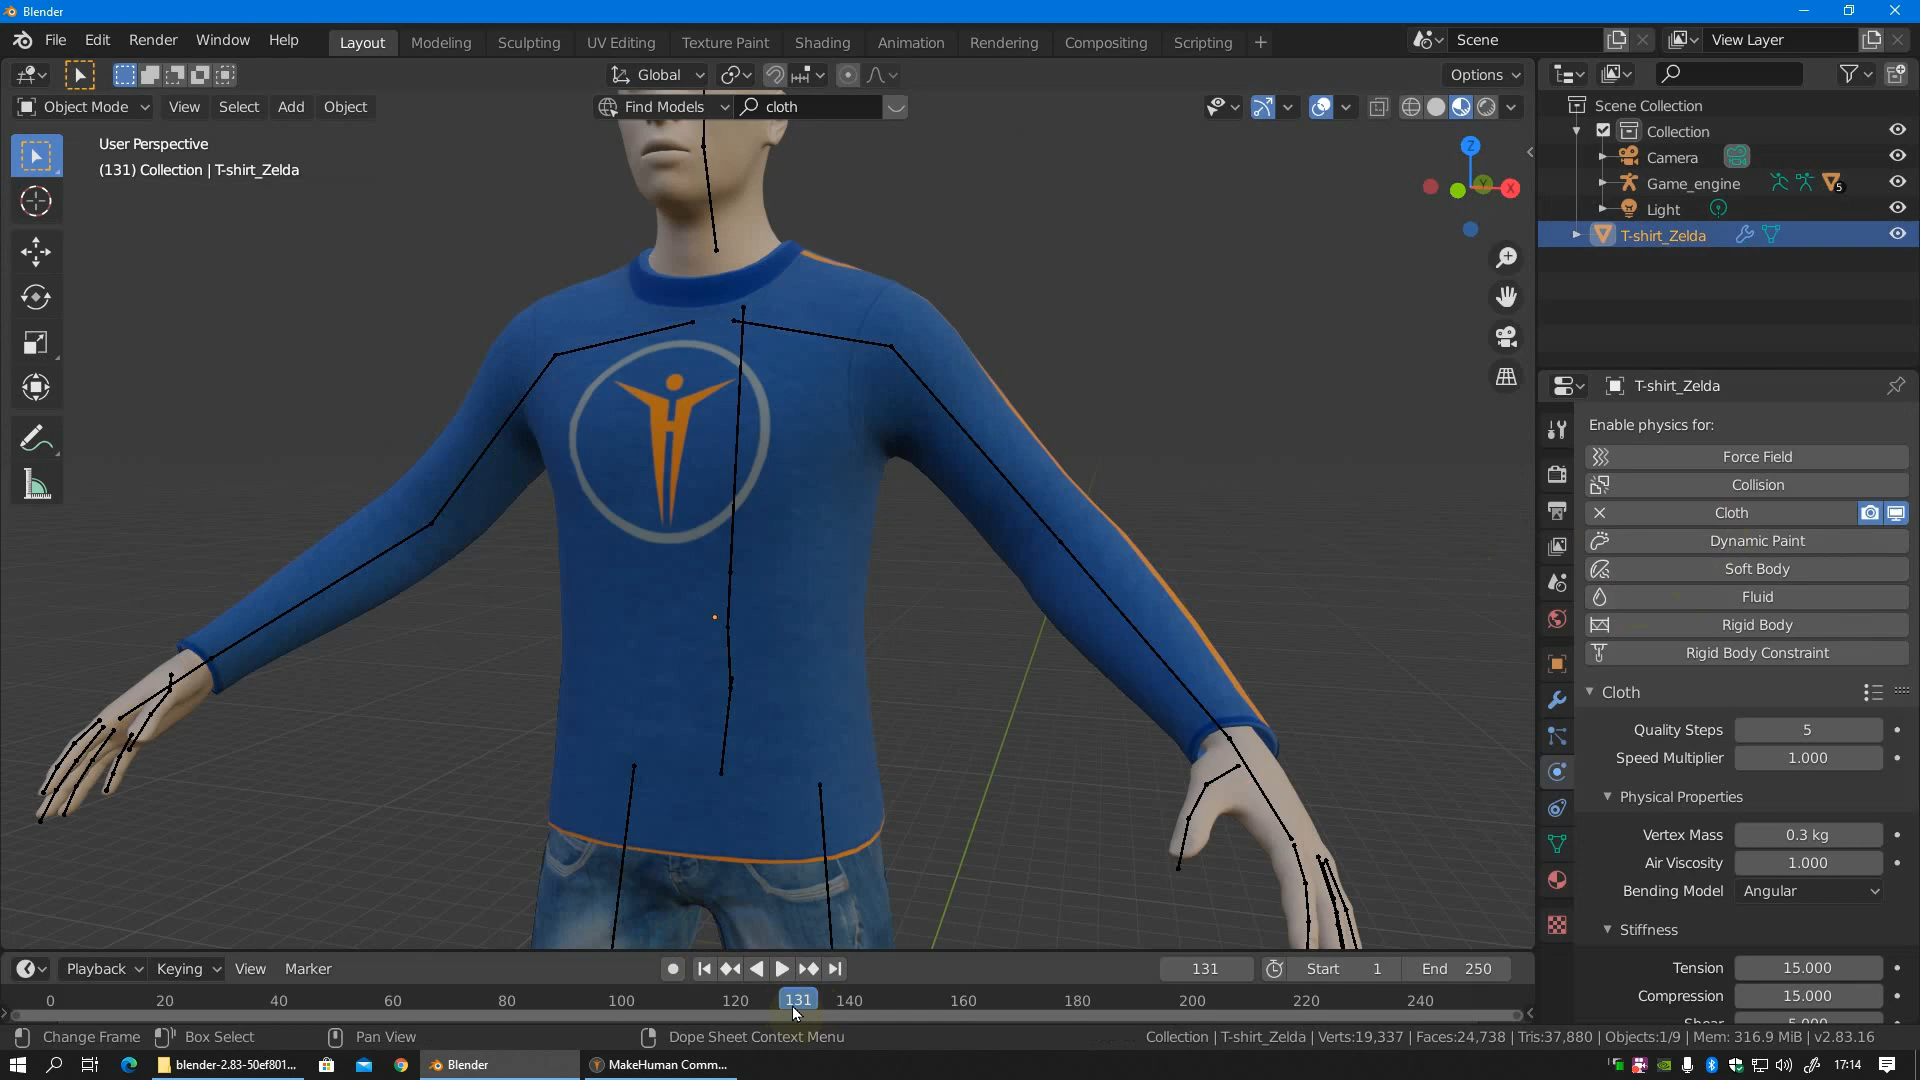 Blender
File Edit Render Window Help
Layout Modeling Sculpting UV Editing Texture Paint Shading Animation Rendering Compositing Scripting
Scene
View Layer
Global
Options
Object Mode View Select Add Object
Find Models cloth
User Perspective
(131) Collection | T-shirt_Zelda
Z
Y
X
Scene Collection
Collection
Camera
Game_engine 5
Light
T-shirt_Zelda
T-shirt_Zelda
Enable physics for:
Force Field
Collision
Cloth
Dynamic Paint
Soft Body
Fluid
Rigid Body
Rigid Body Constraint
Cloth
Quality Steps 5
Speed Multiplier 1.000
Physical Properties
Vertex Mass 0.3 kg
Air Viscosity 1.000
Bending Model Angular
Stiffness
Tension 15.000
Compression 15.000
Shear 5.000
Playback Keying View Marker
131 Start 1 End 250
0 20 40 60 80 100 120 131 140 160 180 200 220 240
Change Frame Box Select Pan View Dope Sheet Context Menu
Collection | T-shirt_Zelda | Verts:19,337 | Faces:24,738 | Tris:37,880 | Objects:1/9 | Mem: 316.9 MiB | v2.83.16
blender-2.83-50ef801... Blender MakeHuman Comm... 17:14